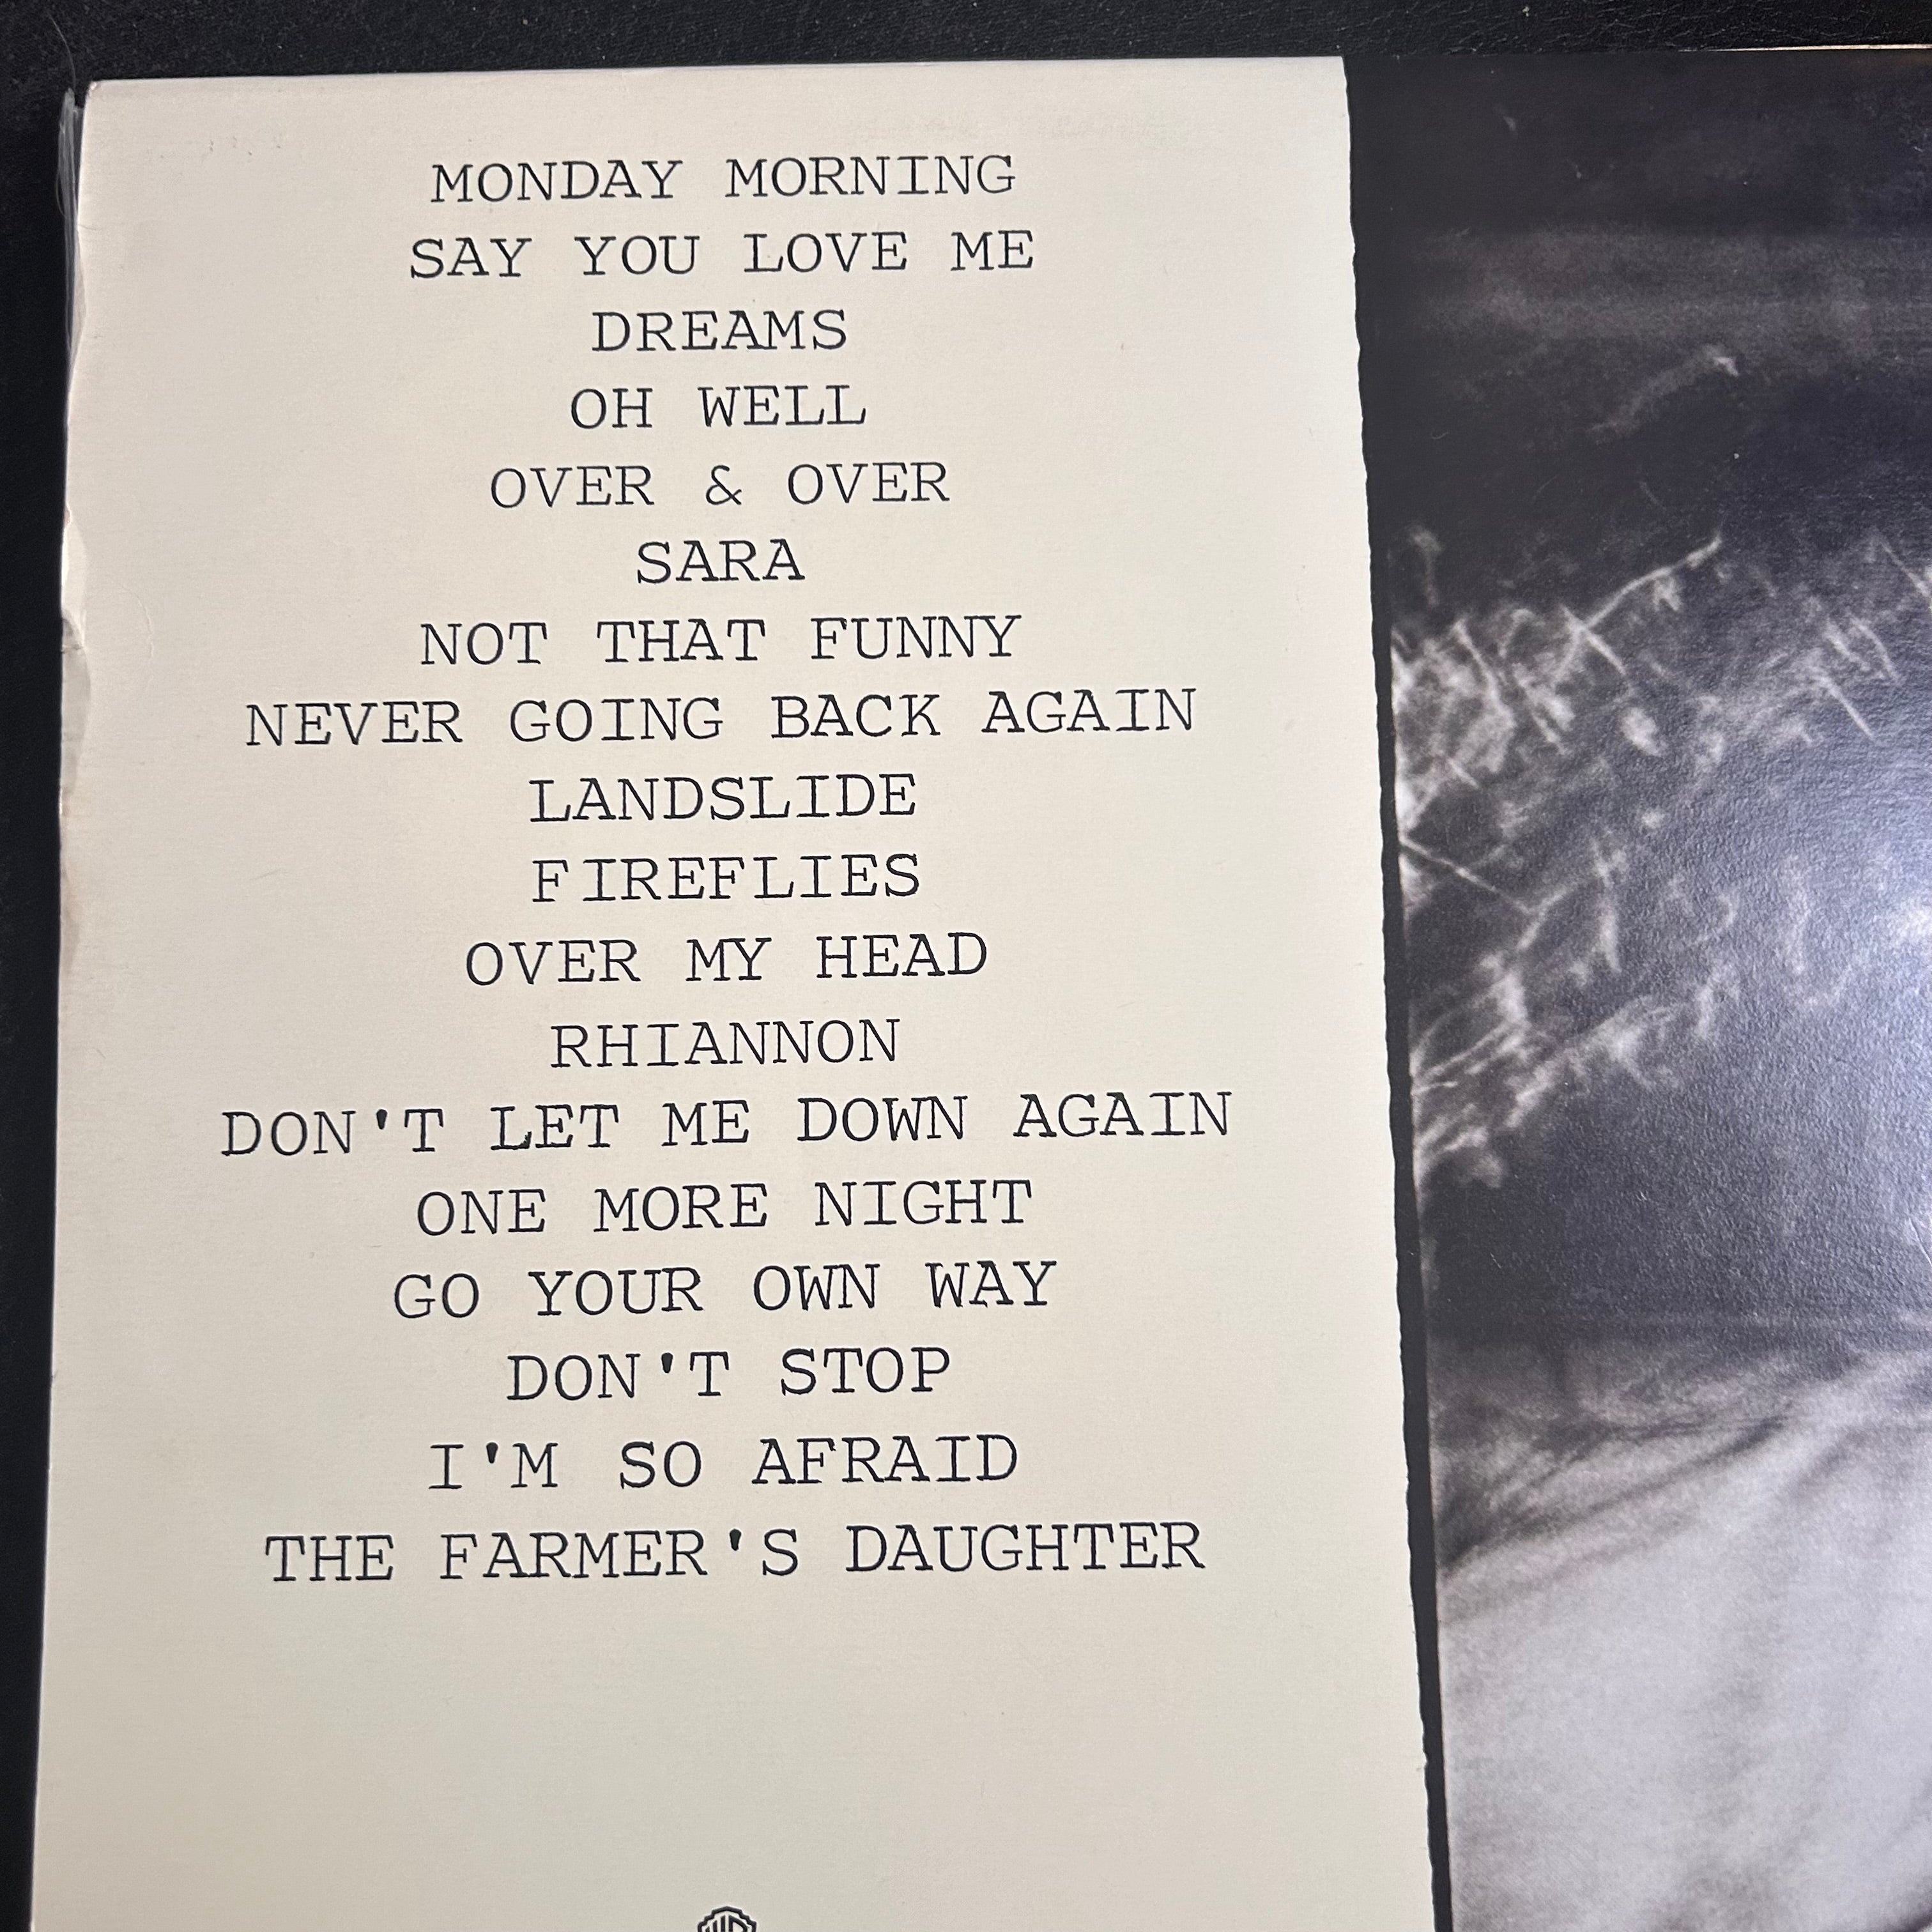 MONDAY MORNING
SAY YOU LOVE ME
DREAMS
OH WELL
OVER & OVER
SARA
NOT THAT FUNNY
NEVER GOING BACK AGAIN
LANDSLIDE
FIREFLIES
OVER MY HEAD
RHIANNON
DON'T LET ME DOWN AGAIN
ONE MORE NIGHT
GO YOUR OWN WAY
DON'T STOP
I'M SO AFRAID
THE FARMER'S DAUGHTER